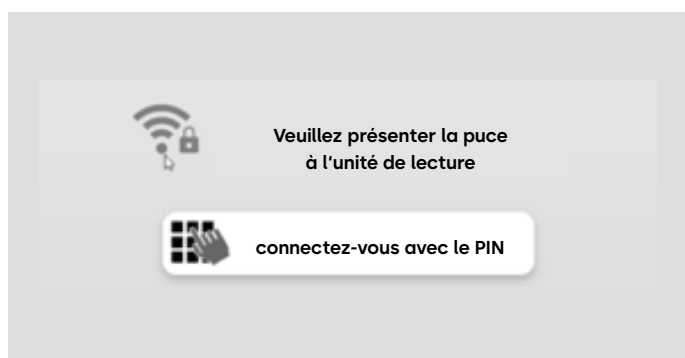 Veuillez présenter la puce
à l'unité de lecture
connectez-vous avec le PIN